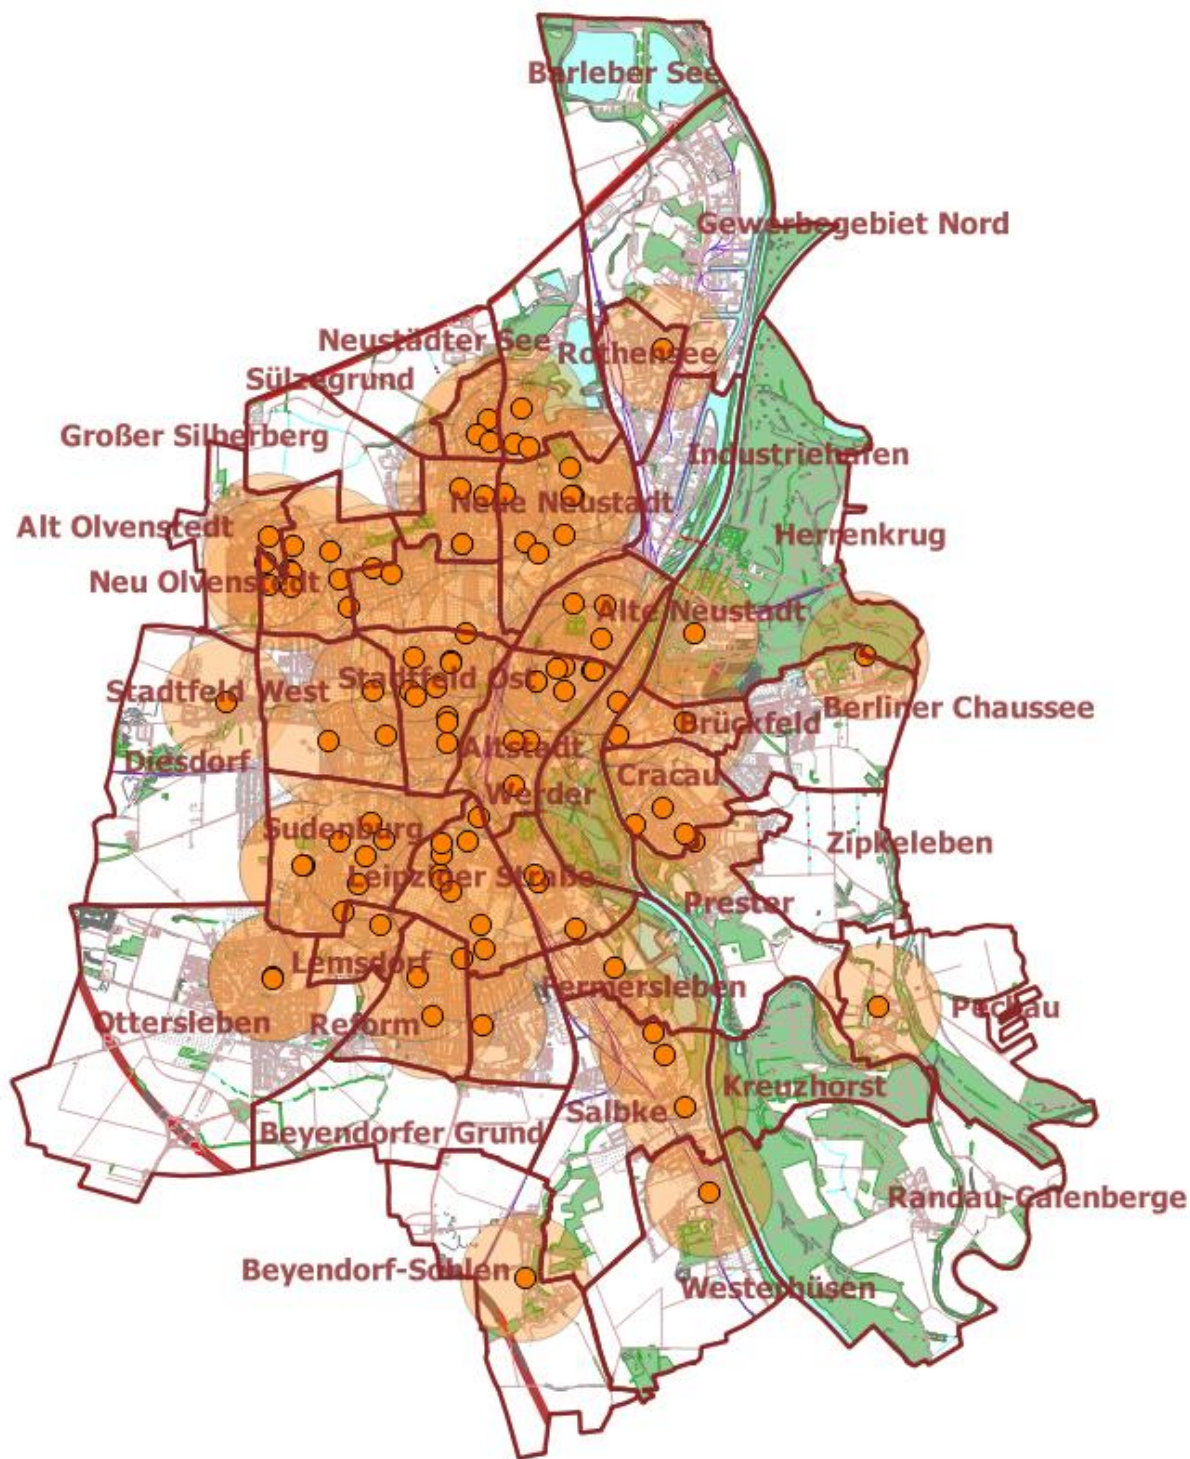 Barleber See
Gewerbegebiet Nord
Neustädter See
Rothensee
Sülzegrund
Großer Silberberg
Industriehafen
Neue Neustadt
Alt Olvenstedt
Herrenkrug
Neu Olvenstedt
Alte Neustadt
Stadtfeld Ost
Stadtfeld West
Berliner Chaussee
Brückfeld
Altstadt
Diesdorf
Cracau
Werder
Sudenburg
Zipkeleben
Leipziger Straße
Prester
Lemsdorf
Fermersleben
Pechau
Ottersleben
Reform
Kreuzhorst
Salbke
Beyendorfer Grund
Randau-Calenberge
Beyendorf-Sohlen
Westerhüsen